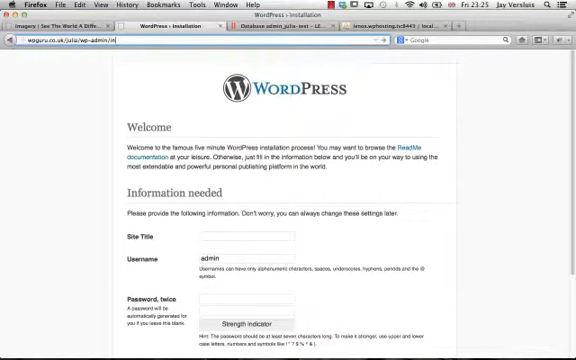 Firefox File Edit View History Bookmarks Tools Window Help Fri 23:25 Jay Versluis
WordPress › Installation
Imagery | See The World A Diffe... WordPress › Installation Database admin_julia-test – LE... lamos.wphosting.tc8443 | local...
wpguru.co.uk/julia/wp-admin/in Google
WORDPRESS
Welcome
Welcome to the famous five minute WordPress installation process! You may want to browse the ReadMe
documentation at your leisure. Otherwise, just fill in the information below and you'll be on your way to using the
most extendable and powerful personal publishing platform in the world.
Information needed
Please provide the following information. Don't worry, you can always change these settings later.
Site Title
Username admin
Usernames can have only alphanumeric characters, spaces, underscores, hyphens, periods and the @
symbol.
Password, twice
A password will be
automatically generated for
you if you leave this blank.
Strength indicator
Hint: The password should be at least seven characters long. To make it stronger, use upper and lower
case letters, numbers and symbols like ! " ? $ % ^ & ).